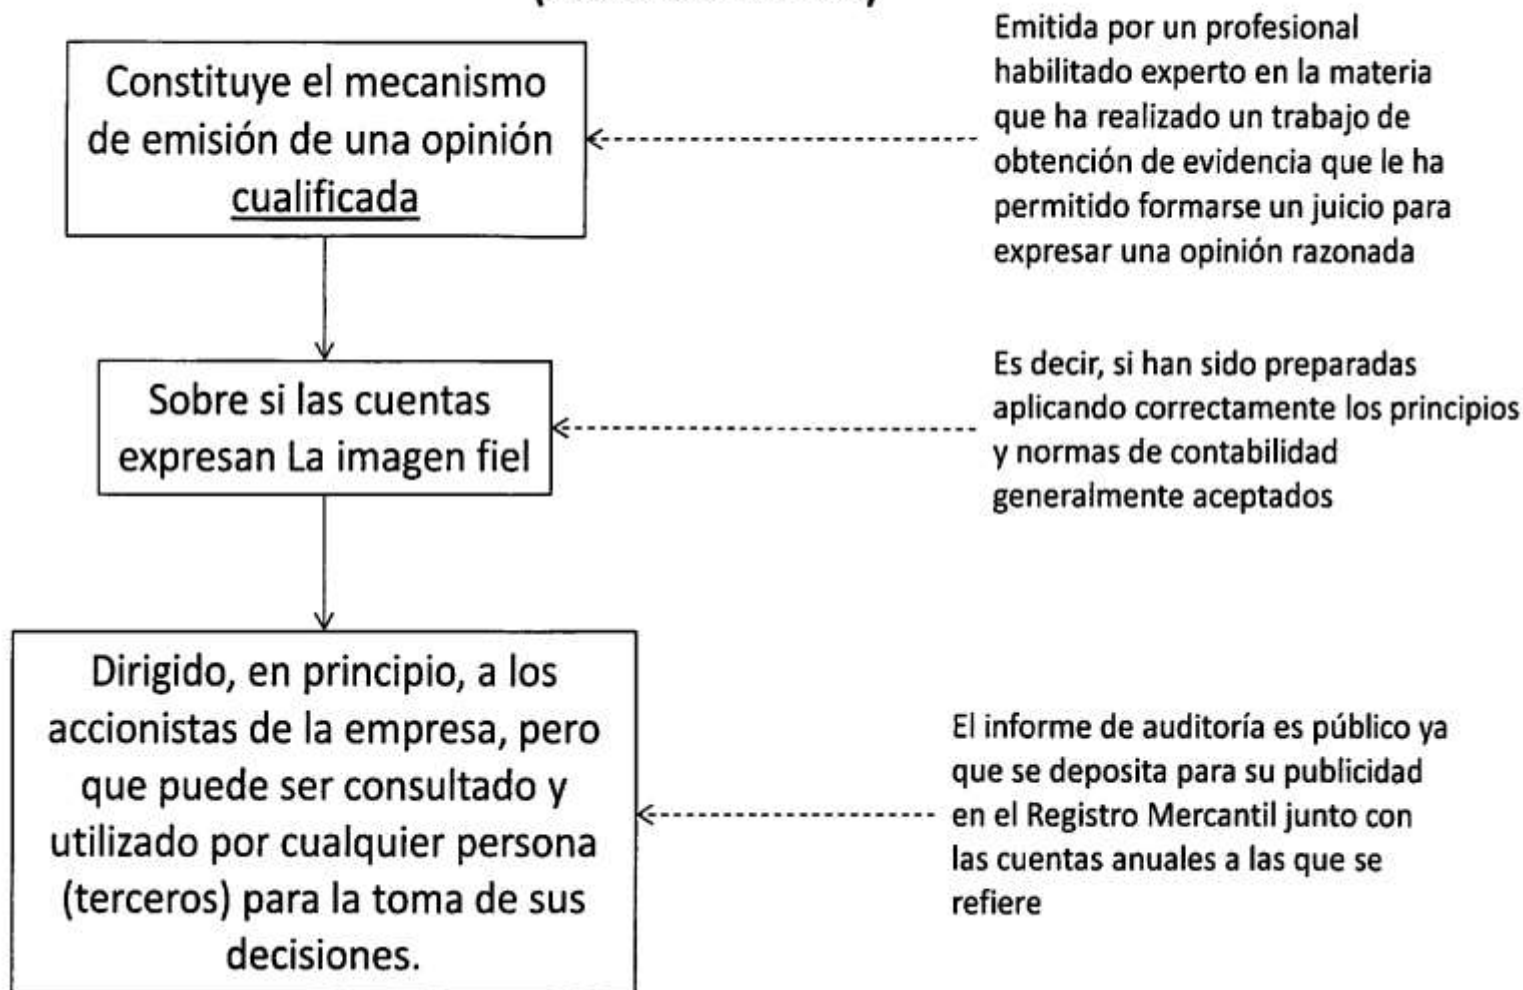 Constituye el mecanismo
de emisión de una opinión
cualificada
Emitida por un profesional
habilitado experto en la materia
que ha realizado un trabajo de
obtención de evidencia que le ha
permitido formarse un juicio para
expresar una opinión razonada
Sobre si las cuentas
expresan La imagen fiel
Es decir, si han sido preparadas
aplicando correctamente los principios
y normas de contabilidad
generalmente aceptados
Dirigido, en principio, a los
accionistas de la empresa, pero
que puede ser consultado y
utilizado por cualquier persona
(terceros) para la toma de sus
decisiones.
El informe de auditoría es público ya
que se deposita para su publicidad
en el Registro Mercantil junto con
las cuentas anuales a las que se
refiere